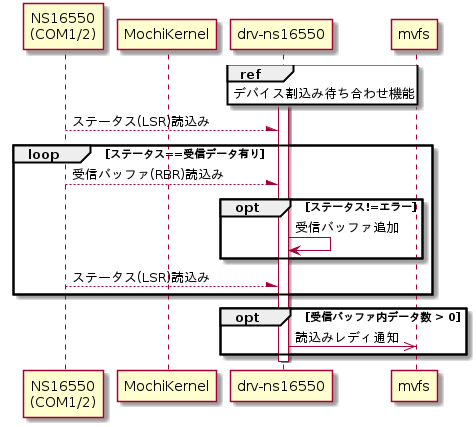 NS16550
(COM1/2)
MochiKernel
drv-ns16550
mvfs
ref
デバイス割込み待ち合わせ機能
ステータス(LSR)読込み
loop
[ステータス==受信データ有り]
受信バッファ(RBR)読込み
opt
[ステータス!=エラー]
受信バッファ追加
ステータス(LSR)読込み
opt
[受信バッファ内データ数 > 0]
読込みレディ通知
NS16550
(COM1/2)
MochiKernel
drv-ns16550
mvfs